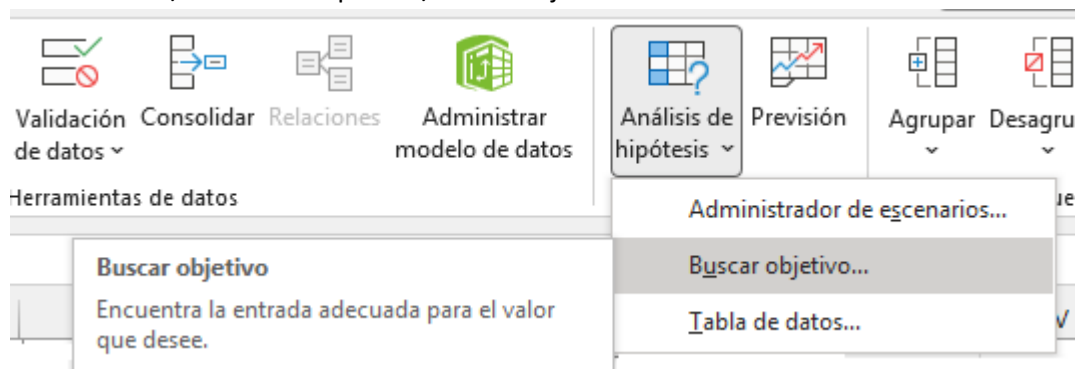 Validación
de datos
Consolidar
Relaciones
Administrar
modelo de datos
Análisis de
hipótesis
Previsión
Agrupar
Desagru
Herramientas de datos
Administrador de escenarios...
Buscar objetivo...
Tabla de datos...
Buscar objetivo
Encuentra la entrada adecuada para el valor
que desee.